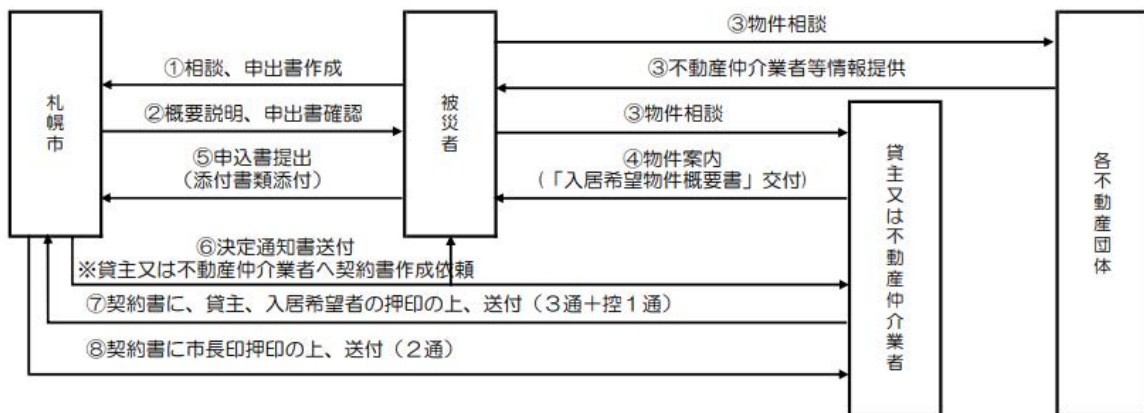 ③物件相談
①相談、申出書作成
③不動産仲介業者等情報提供
札幌市
②概要説明、申出書確認
被災者
③物件相談
⑤申込書提出
（添付書類添付）
④物件案内
(「入居希望物件概要書」交付)
貸主又は不動産仲介業者
各不動産団体
⑥決定通知書送付
※貸主又は不動産仲介業者へ契約書作成依頼
⑦契約書に、貸主、入居希望者の押印の上、送付（３通＋控１通）
⑧契約書に市長印押印の上、送付（２通）